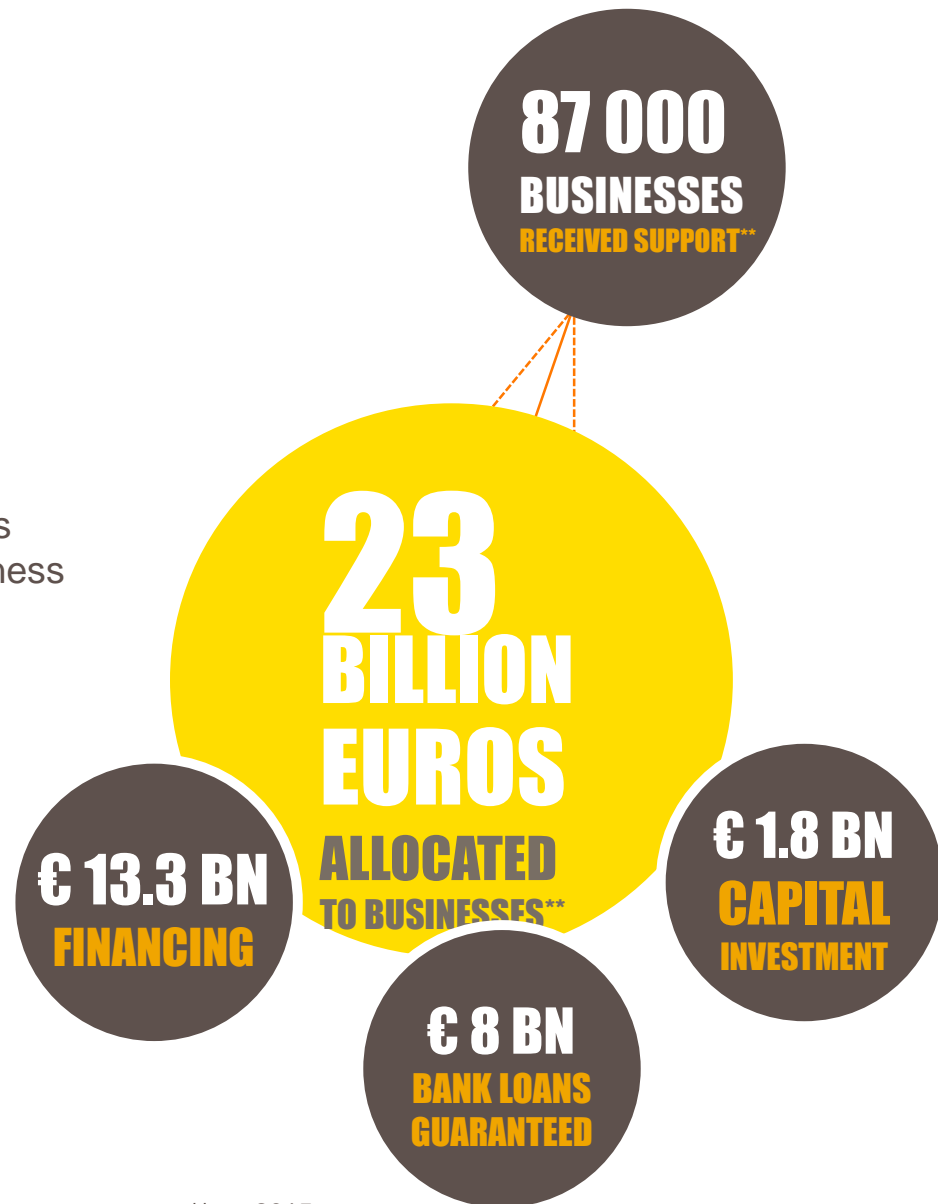 87 000
BUSINESSES
RECEIVED SUPPORT**
23
BILLION
EUROS
ALLOCATED
TO BUSINESSES**
€ 13.3 BN
FINANCING
€ 1.8 BN
CAPITAL
INVESTMENT
€ 8 BN
BANK LOANS
GUARANTEED